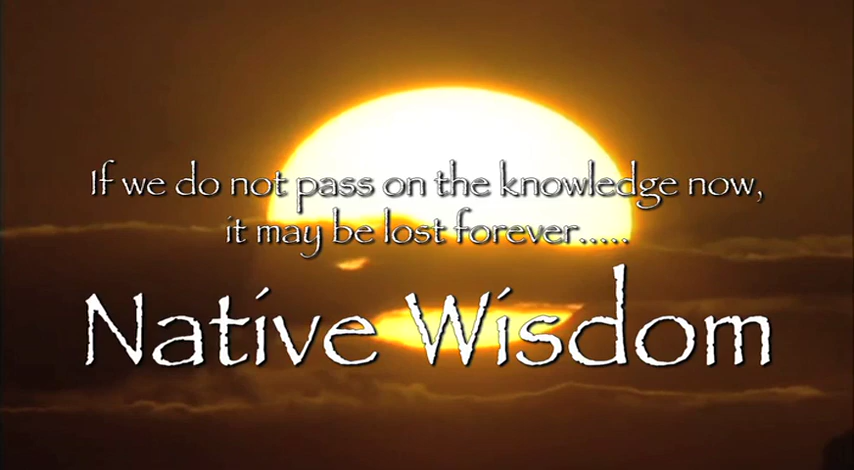 If we do not pass on the knowledge now,
it may be lost forever.....
Native Wisdom